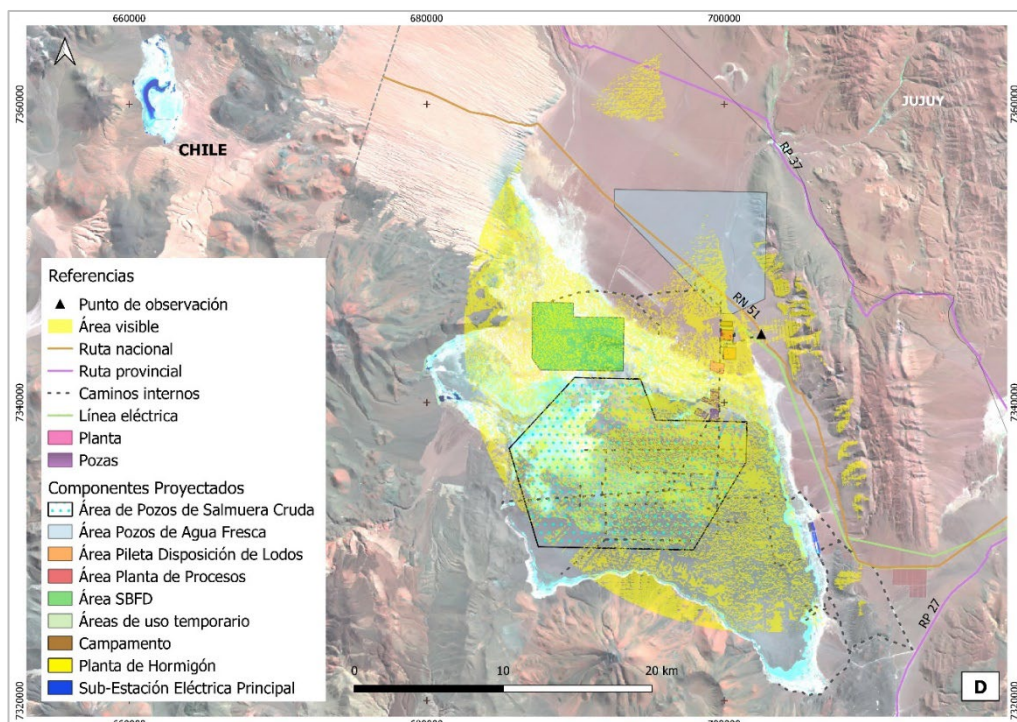 660000
680000
700000
7360000
7360000
JUJUY
CHILE
RP 37
RN 51
7340000
7340000
RP 27
Referencias
Punto de observación
Área visible
Ruta nacional
Ruta provincial
Caminos internos
Línea eléctrica
Planta
Pozas
Componentes Proyectados
Área de Pozos de Salmuera Cruda
Área Pozos de Agua Fresca
Área Pileta Disposición de Lodos
Área Planta de Procesos
Área SBFD
Áreas de uso temporario
Campamento
Planta de Hormigón
Sub-Estación Eléctrica Principal
0
10
20 km
D
7320000
7320000
660000
680000
700000